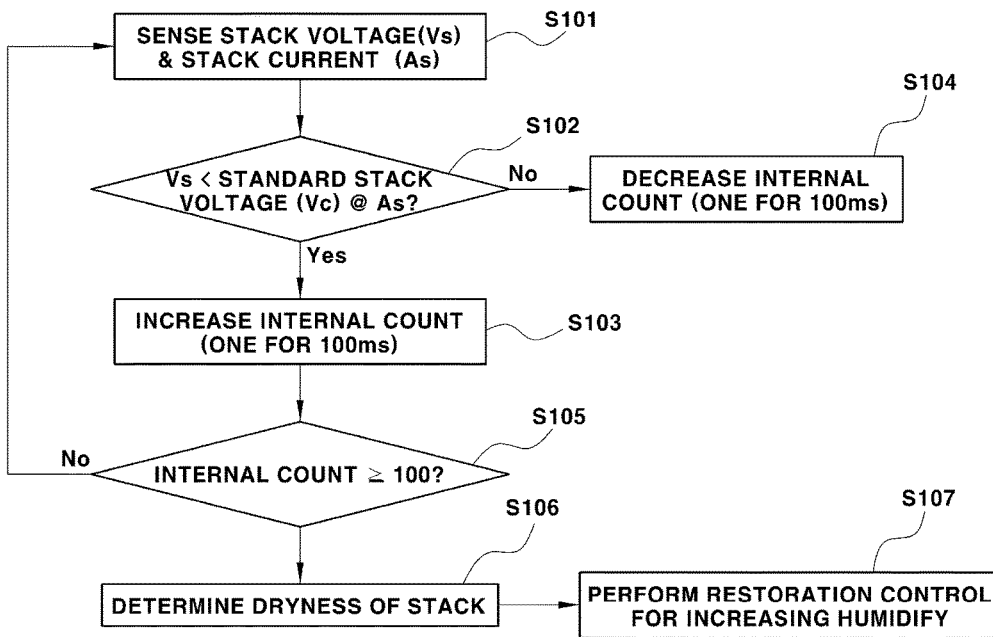 S101
SENSE STACK VOLTAGE(Vs)
& STACK CURRENT (As)
S102
Vs < STANDARD STACK
VOLTAGE (Vc) @ As?
No
S104
DECREASE INTERNAL
COUNT (ONE FOR 100ms)
Yes
S103
INCREASE INTERNAL COUNT
(ONE FOR 100ms)
S105
No
INTERNAL COUNT ≥ 100?
S106
DETERMINE DRYNESS OF STACK
S107
PERFORM RESTORATION CONTROL
FOR INCREASING HUMIDIFY